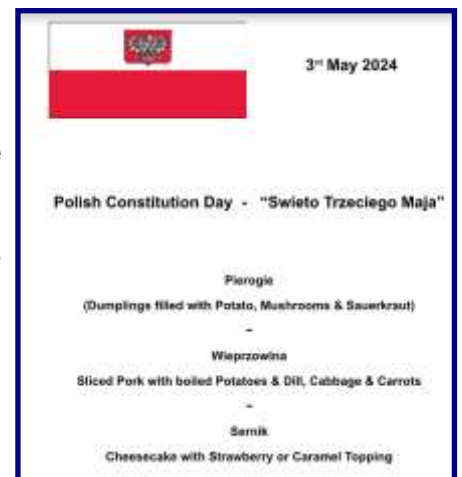 3rd May 2024
Polish Constitution Day - "Swieto Trzeciego Maja"
Pierogie
(Dumplings filled with Potato, Mushrooms & Sauerkraut)
~
Wieprzowina
Sliced Pork with boiled Potatoes & Dill, Cabbage & Carrots
~
Sernik
Cheesecake with Strawberry or Caramel Topping